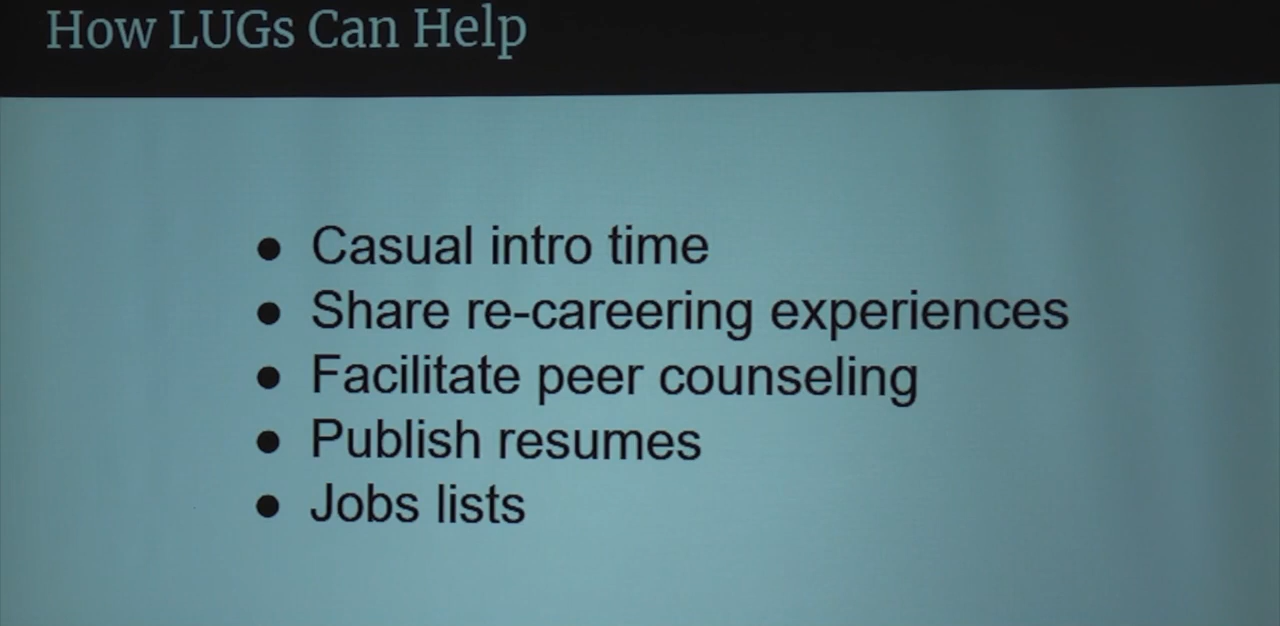 How LUGs Can Help
● Casual intro time
● Share re-careering experiences
● Facilitate peer counseling
● Publish resumes
● Jobs lists